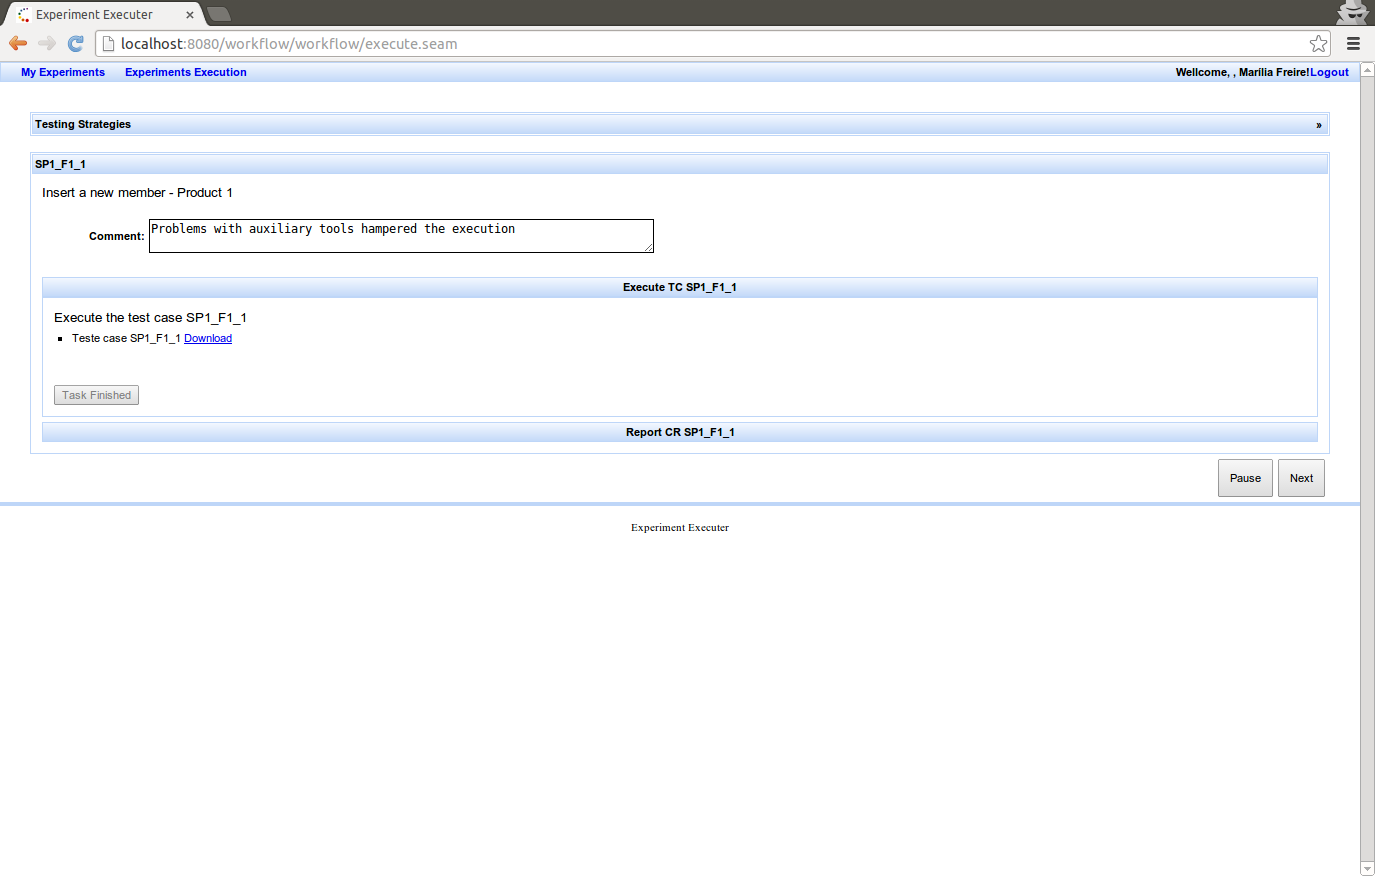 Experiment Executer
localhost:8080/workflow/workflow/execute.seam
My Experiments Experiments Execution Wellcome, , Marília Freire!Logout
Testing Strategies »
SP1_F1_1
Insert a new member - Product 1
Comment: Problems with auxiliary tools hampered the execution
Execute TC SP1_F1_1
Execute the test case SP1_F1_1
Teste case SP1_F1_1 Download
Task Finished
Report CR SP1_F1_1
Pause Next
Experiment Executer